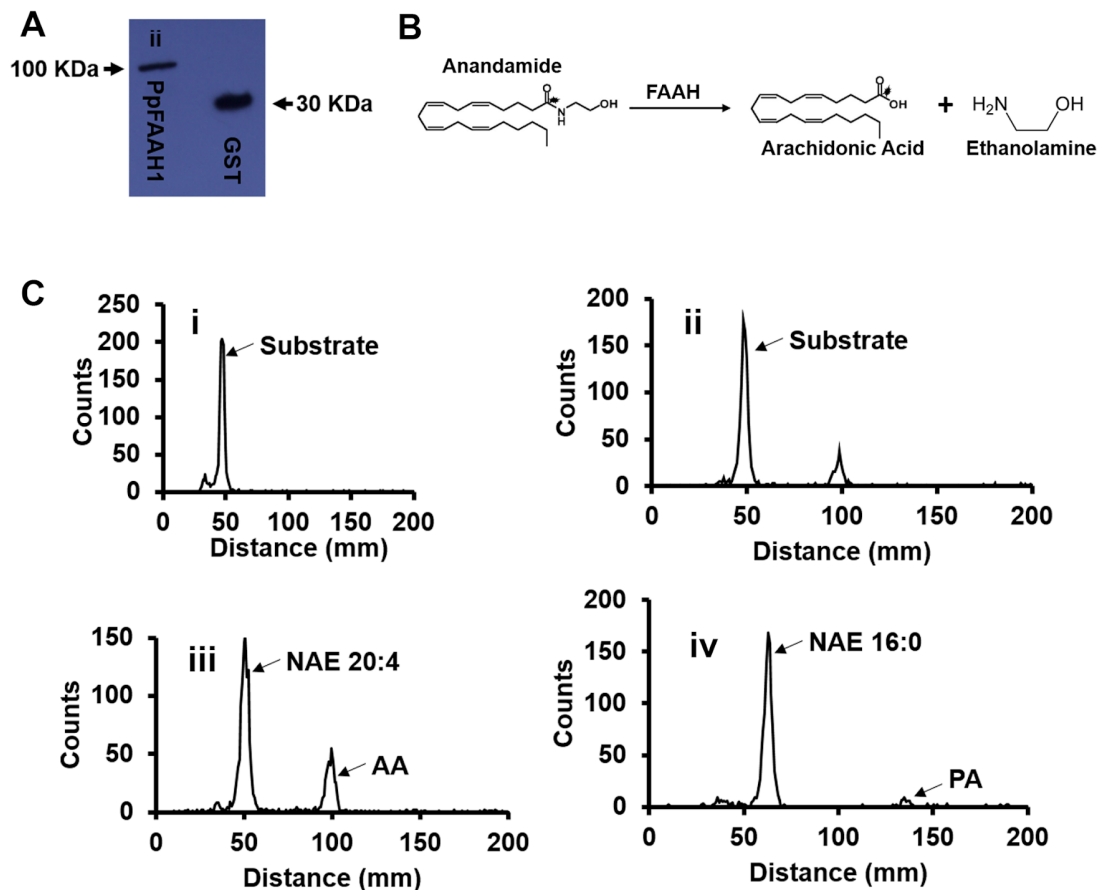 A
ii
100 KDa
PpFAAH1
GST
30 KDa
B
Anandamide
O
N
H
OH
FAAH
O
OH
Arachidonic Acid
+
H2N
OH
Ethanolamine
C
i
Substrate
Counts
250
200
150
100
50
0
0 50 100 150 200
Distance (mm)
ii
Substrate
Counts
200
150
100
50
0
0 50 100 150 200
Distance (mm)
iii
NAE 20:4
AA
Counts
150
100
50
0
0 50 100 150 200
Distance (mm)
iv
NAE 16:0
PA
Counts
200
150
100
50
0
0 50 100 150 200
Distance (mm)